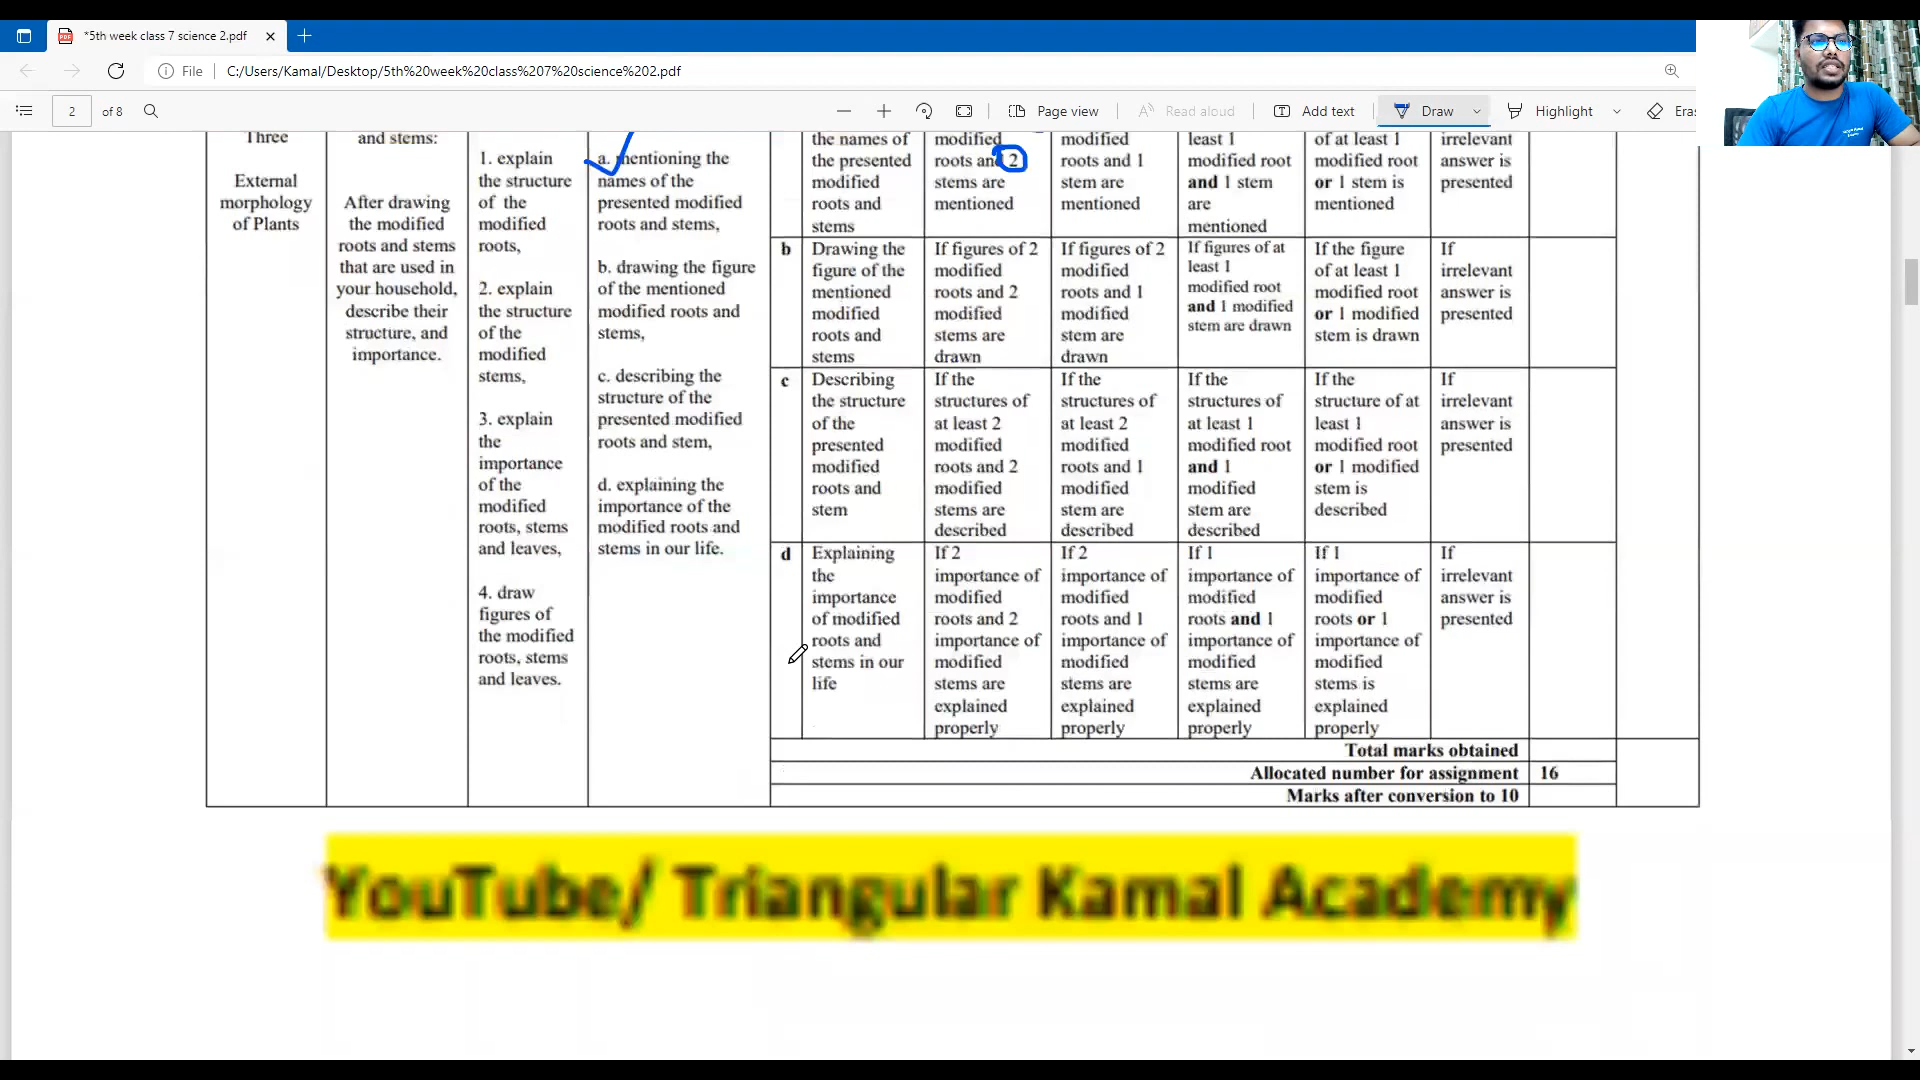 *5th week class 7 science 2.pdf
File
C:/Users/Kamal/Desktop/5th%20week%20class%207%20science%202.pdf
2
of 8
Page view
Read aloud
Add text
Draw
Highlight
Eras
Three
External
morphology
of Plants
and stems:
After drawing
the modified
roots and stems
that are used in
your household,
describe their
structure, and
importance.
1. explain
the structure
of the
modified
roots,
2. explain
the structure
of the
modified
stems,
3. explain
the
importance
of the
modified
roots, stems
and leaves,
4. draw
figures of
the modified
roots, stems
and leaves.
a. mentioning the
names of the
presented modified
roots and stems,
b. drawing the figure
of the mentioned
modified roots and
stems,
c. describing the
structure of the
presented modified
roots and stem,
d. explaining the
importance of the
modified roots and
stems in our life.
the names of
the presented
modified
roots and
stems
modified
roots and 2
stems are
mentioned
modified
roots and 1
stem are
mentioned
least 1
modified root
and 1 stem
are
mentioned
of at least 1
modified root
or 1 stem is
mentioned
irrelevant
answer is
presented
b
Drawing the
figure of the
mentioned
modified
roots and
stems
If figures of 2
modified
roots and 2
modified
stems are
drawn
If figures of 2
modified
roots and 1
modified
stem are
drawn
If figures of at
least 1
modified root
and 1 modified
stem are drawn
If the figure
of at least 1
modified root
or 1 modified
stem is drawn
If
irrelevant
answer is
presented
c
Describing
the structure
of the
presented
modified
roots and
stem
If the
structures of
at least 2
modified
roots and 2
modified
stems are
described
If the
structures of
at least 2
modified
roots and 1
modified
stem are
described
If the
structures of
at least 1
modified root
and 1
modified
stem are
described
If the
structure of at
least 1
modified root
or 1 modified
stem is
described
If
irrelevant
answer is
presented
d
Explaining
the
importance
of modified
roots and
stems in our
life
If 2
importance of
modified
roots and 2
importance of
modified
stems are
explained
properly
If 2
importance of
modified
roots and 1
importance of
modified
stems are
explained
properly
If 1
importance of
modified
roots and 1
importance of
modified
stems are
explained
properly
If 1
importance of
modified
roots or 1
importance of
modified
stems is
explained
properly
If
irrelevant
answer is
presented
Total marks obtained
Allocated number for assignment
16
Marks after conversion to 10
YouTube/ Triangular Kamal Academy